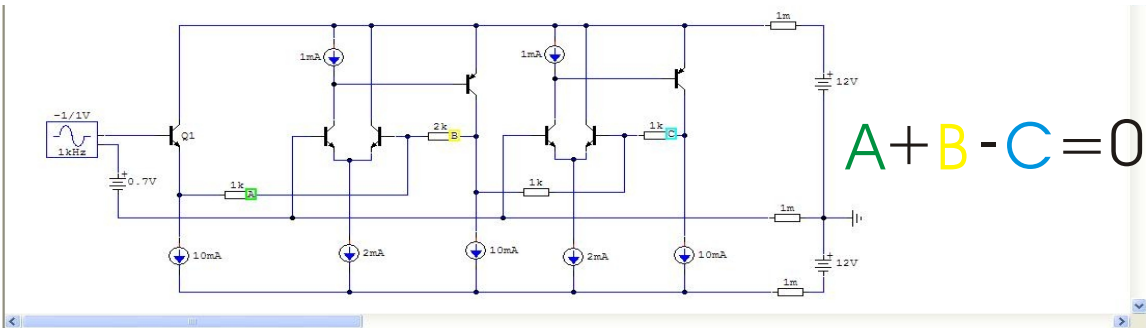 1m
1mA
1mA
12V
-1/1V
Q1
2k
B
1k
C
1kHz
A+B-C=0
0.7V
1k
A
1k
1m
10mA
2mA
10mA
2mA
10mA
12V
1m